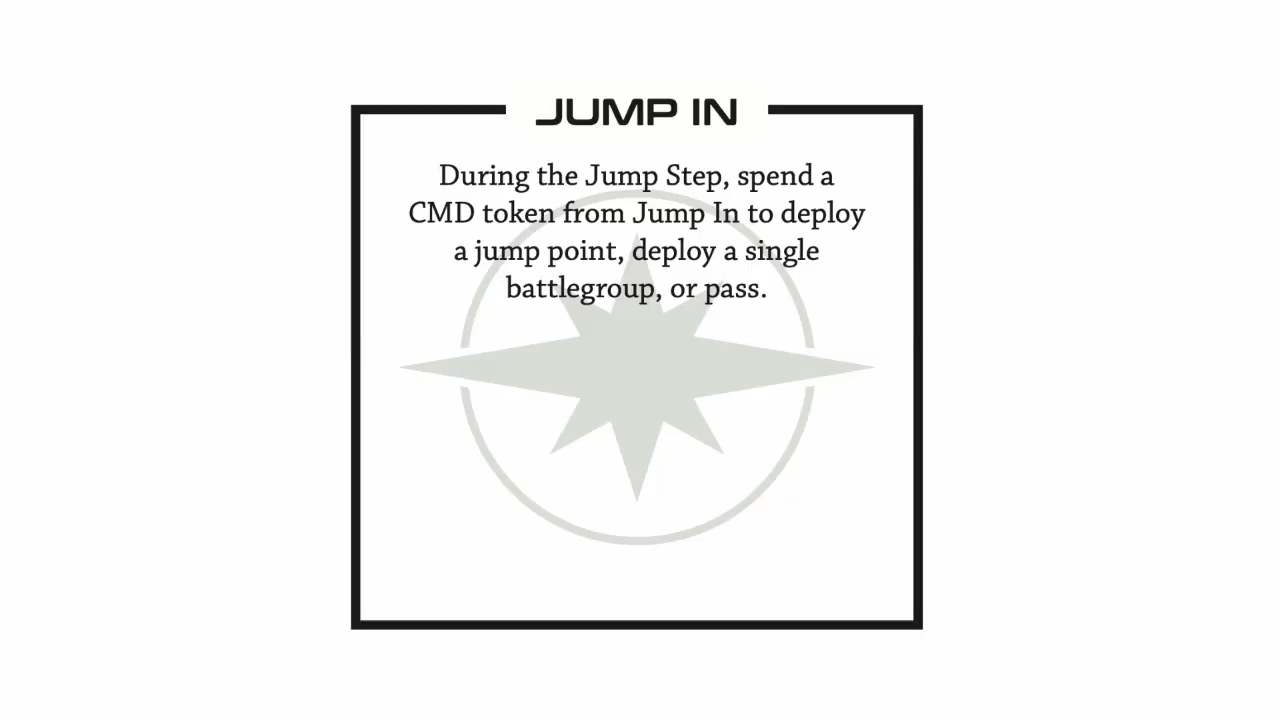 JUMP IN
During the Jump Step, spend a
CMD token from Jump In to deploy
a jump point, deploy a single
battlegroup, or pass.